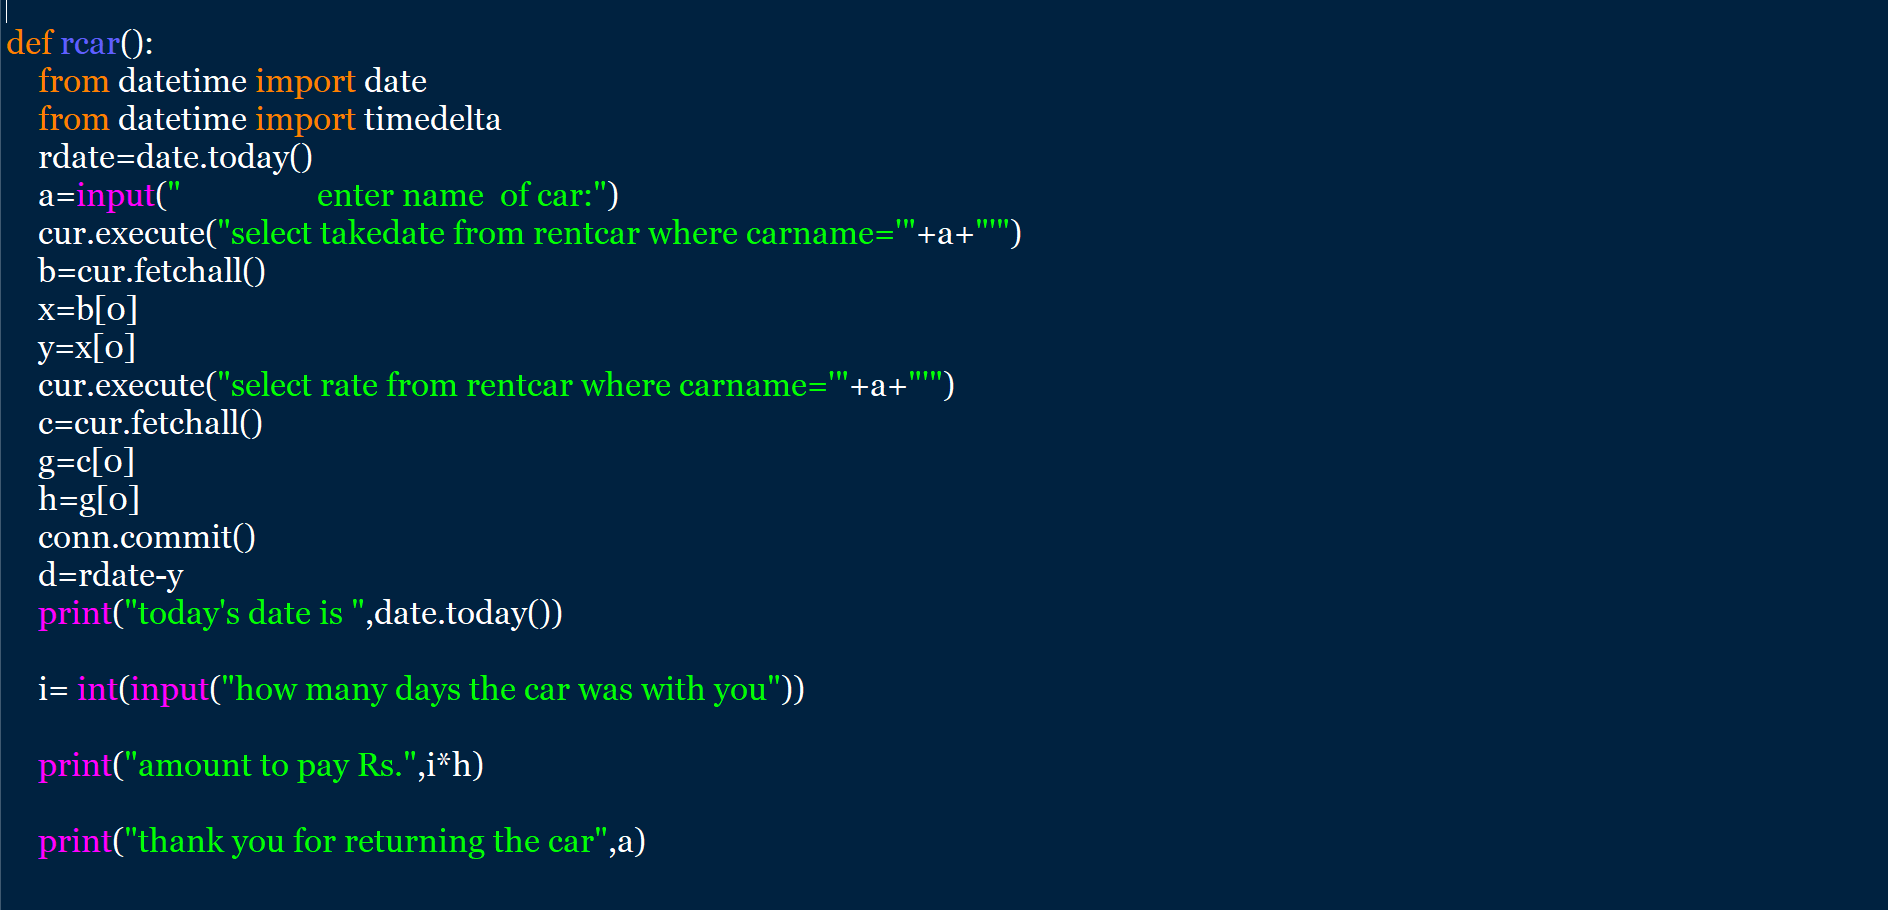 def rcar():
    from datetime import date
    from datetime import timedelta
    rdate=date.today()
    a=input("                 enter name  of car:")
    cur.execute("select takedate from rentcar where carname='"+a+"'")
    b=cur.fetchall()
    x=b[0]
    y=x[0]
    cur.execute("select rate from rentcar where carname='"+a+"'")
    c=cur.fetchall()
    g=c[0]
    h=g[0]
    conn.commit()
    d=rdate-y
    print("today's date is ",date.today())
    i= int(input("how many days the car was with you"))
    print("amount to pay Rs.",i*h)
    print("thank you for returning the car",a)